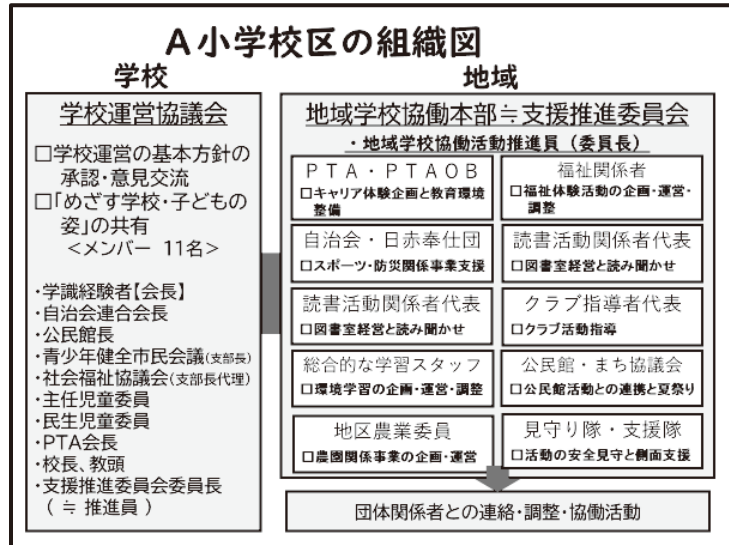 A小学校区の組織図
学校
学校運営協議会
□学校運営の基本方針の
承認・意見交流
□「めざす学校・子どもの
姿」の共有
<メンバー 11名>
・学識経験者【会長】
・自治会連合会長
・公民館長
・青少年健全市民会議(支部長)
・社会福祉協議会(支部長代理)
・主任児童委員
・民生児童委員
・PTA会長
・校長、教頭
・支援推進委員会委員長
( ≒ 推進員 )
地域
地域学校協働本部≒支援推進委員会
・地域学校協働活動推進員(委員長)
PTA・PTAOB
□キャリア体験企画と教育環境
整備
福祉関係者
□福祉体験活動の企画・運営・
調整
自治会・日赤奉仕団
□スポーツ・防災関係事業支援
読書活動関係者代表
□図書室経営と読み聞かせ
読書活動関係者代表
□図書室経営と読み聞かせ
クラブ指導者代表
□クラブ活動指導
総合的な学習スタッフ
□環境学習の企画・運営・調整
公民館・まち協議会
□公民館活動との連携と夏祭り
地区農業委員
□農園関係事業の企画・運営
見守り隊・支援隊
□活動の安全見守と側面支援
団体関係者との連絡・調整・協働活動